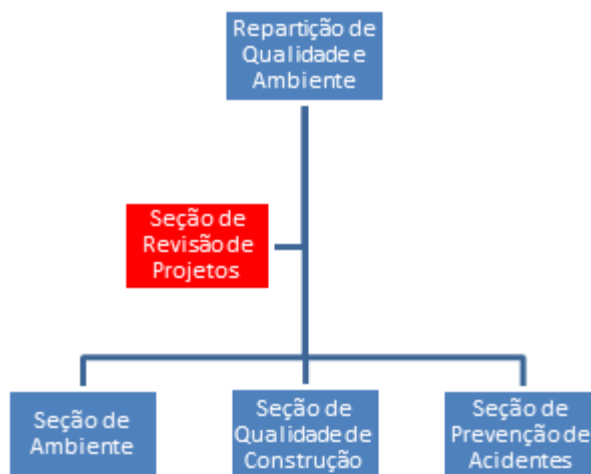 Repartição de
Qualidade e
Ambiente
Seção de
Revisão de
Projetos
Seção de
Ambiente
Seção de
Qualidade de
Construção
Seção de
Prevenção de
Acidentes